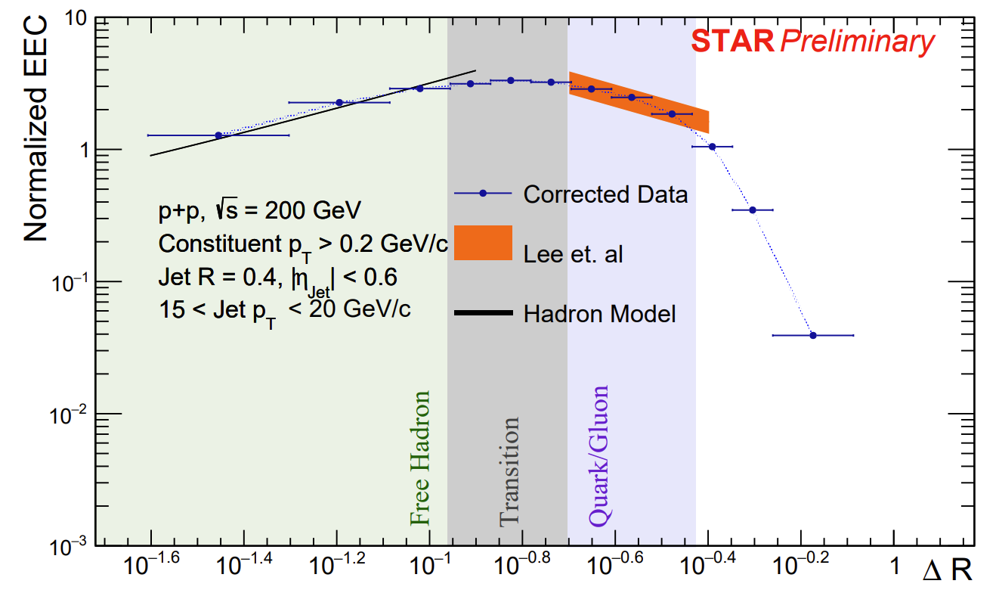 10
1
10⁻¹
10⁻²
10⁻³
Normalized EEC
STAR Preliminary
p+p, √s = 200 GeV
Constituent p_T > 0.2 GeV/c
Jet R = 0.4, |η_Jet| < 0.6
15 < Jet p_T < 20 GeV/c
Corrected Data
Lee et. al
Hadron Model
Free Hadron
Transition
Quark/Gluon
10⁻¹·⁶ 10⁻¹·⁴ 10⁻¹·² 10⁻¹ 10⁻⁰·⁸ 10⁻⁰·⁶ 10⁻⁰·⁴ 10⁻⁰·² 1 Δ R